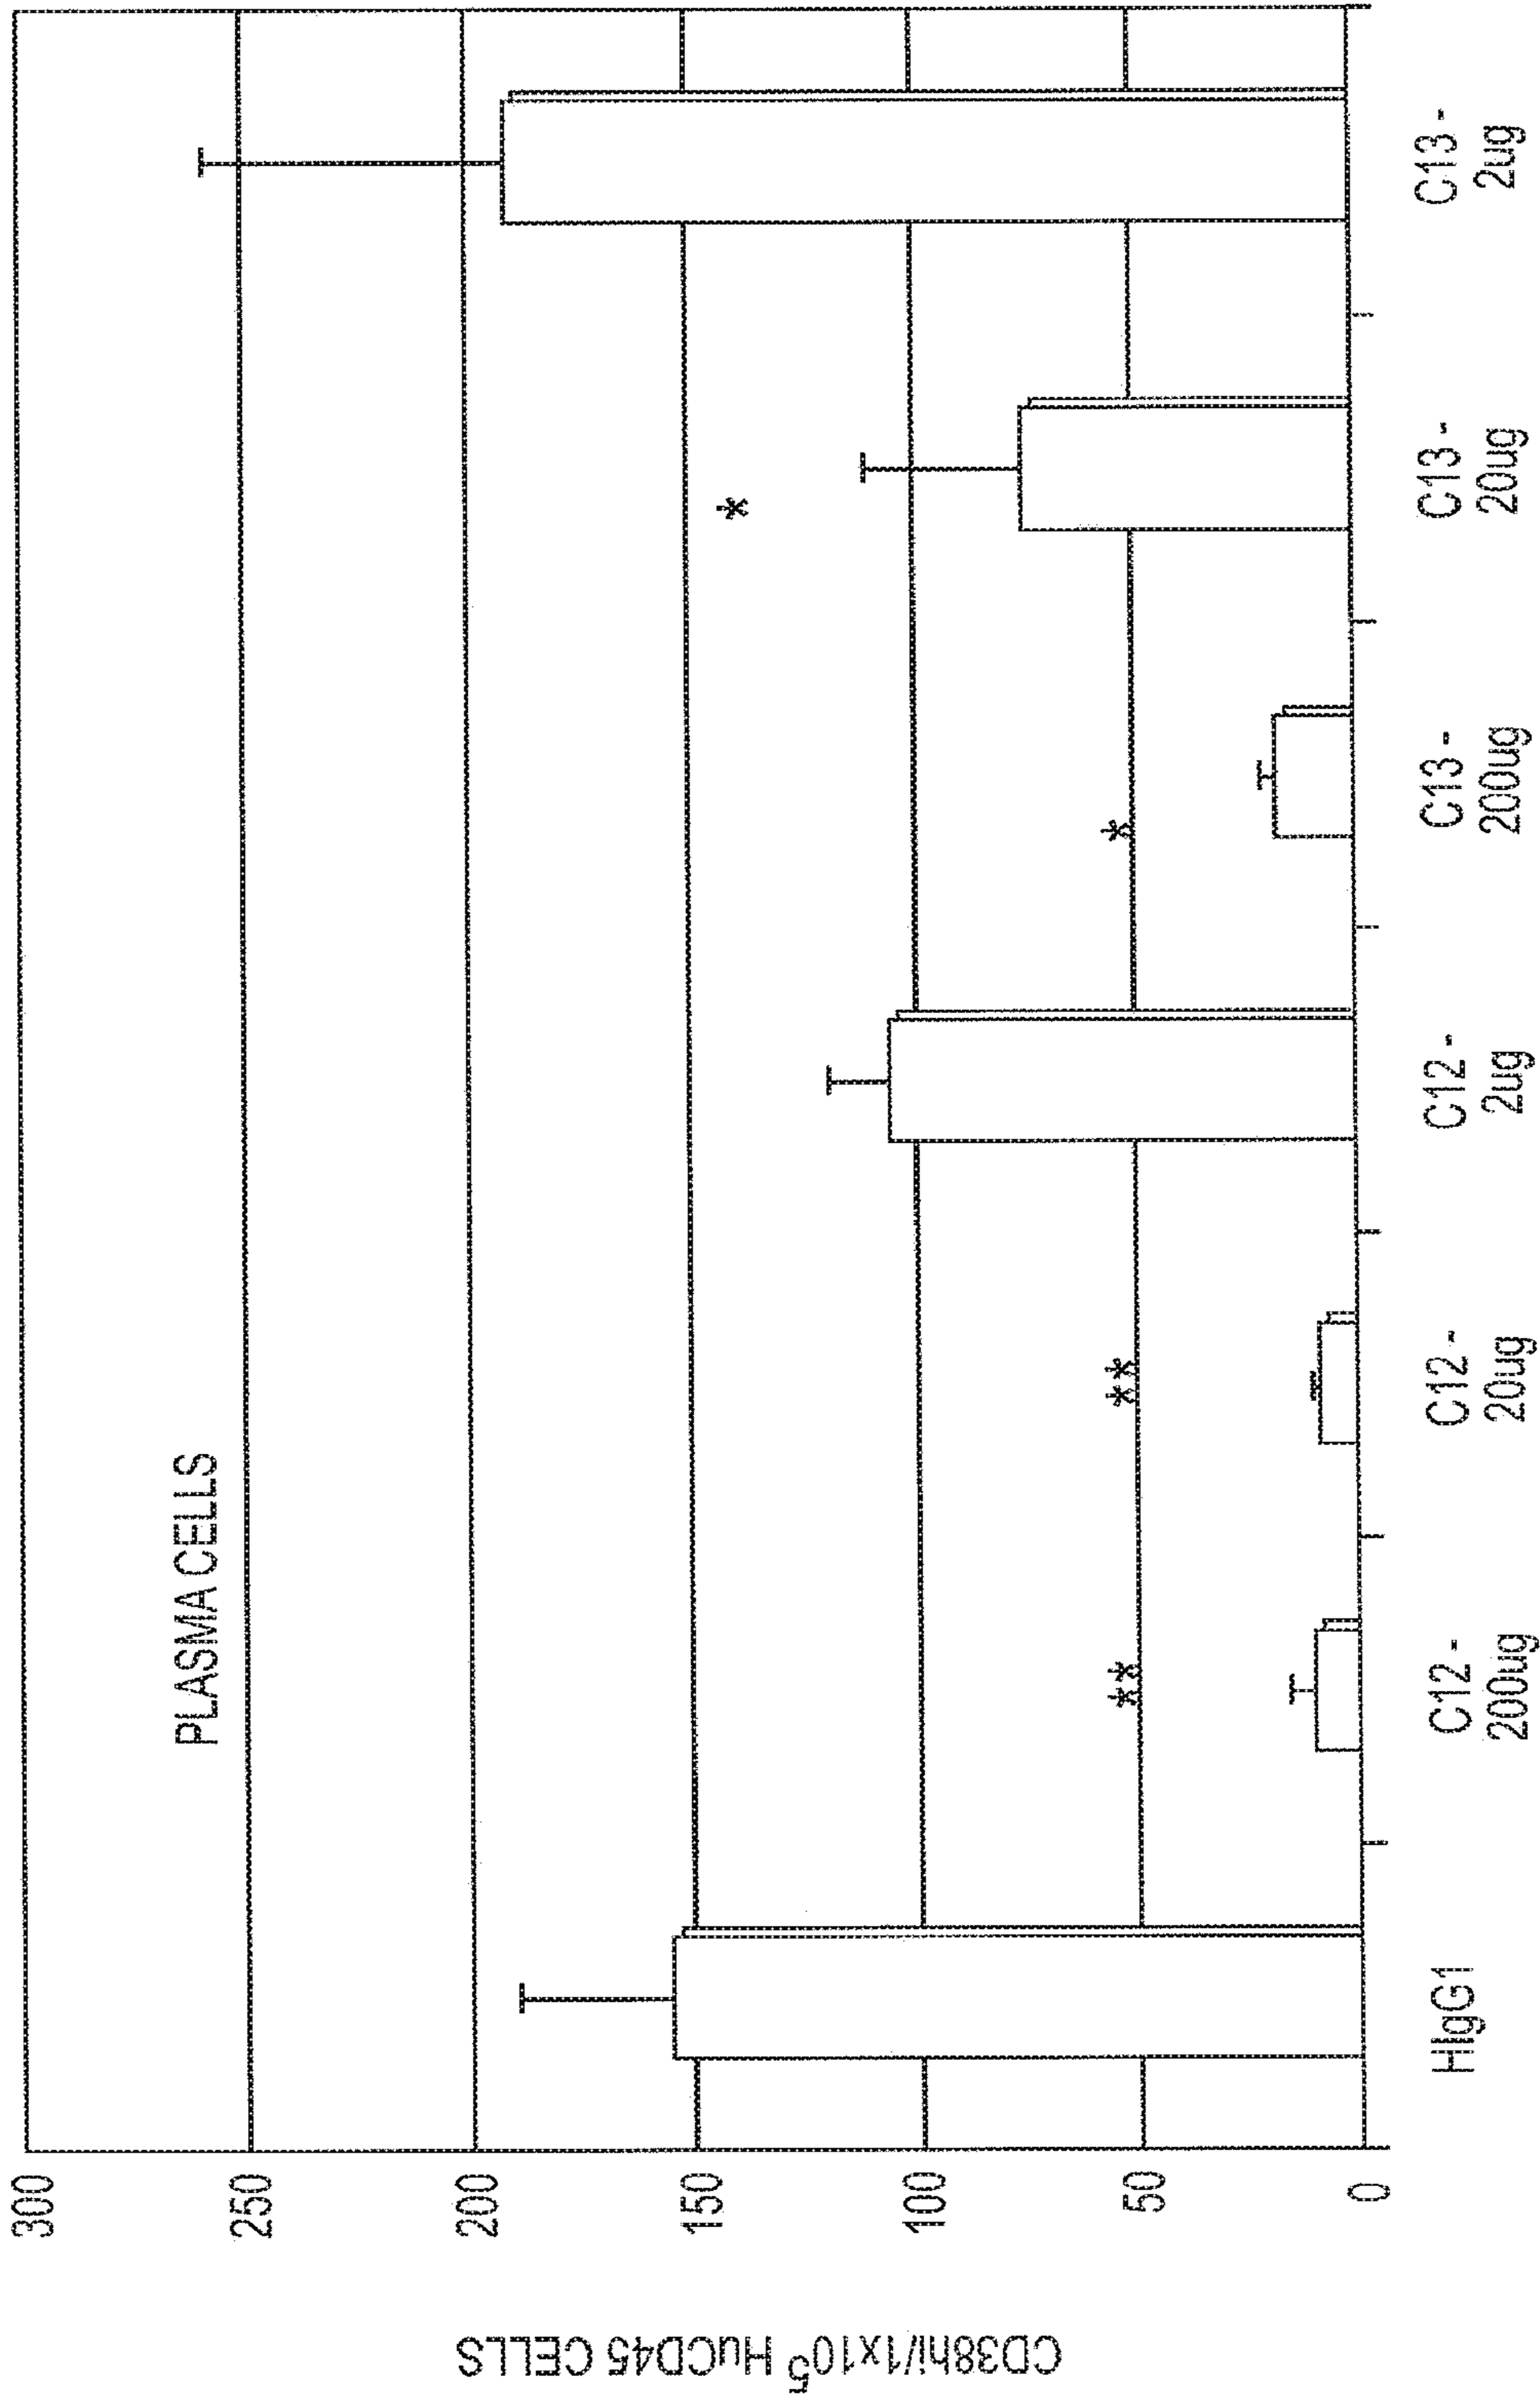 PLASMA CELLS
CD38hi/1x10⁵ HuCD45 CELLS
300
250
200
150
100
50
0
**
**
*
*
HIgG1
C12 -
200ug
C12 -
20ug
C12 -
2ug
C13 -
200ug
C13 -
20ug
C13 -
2ug